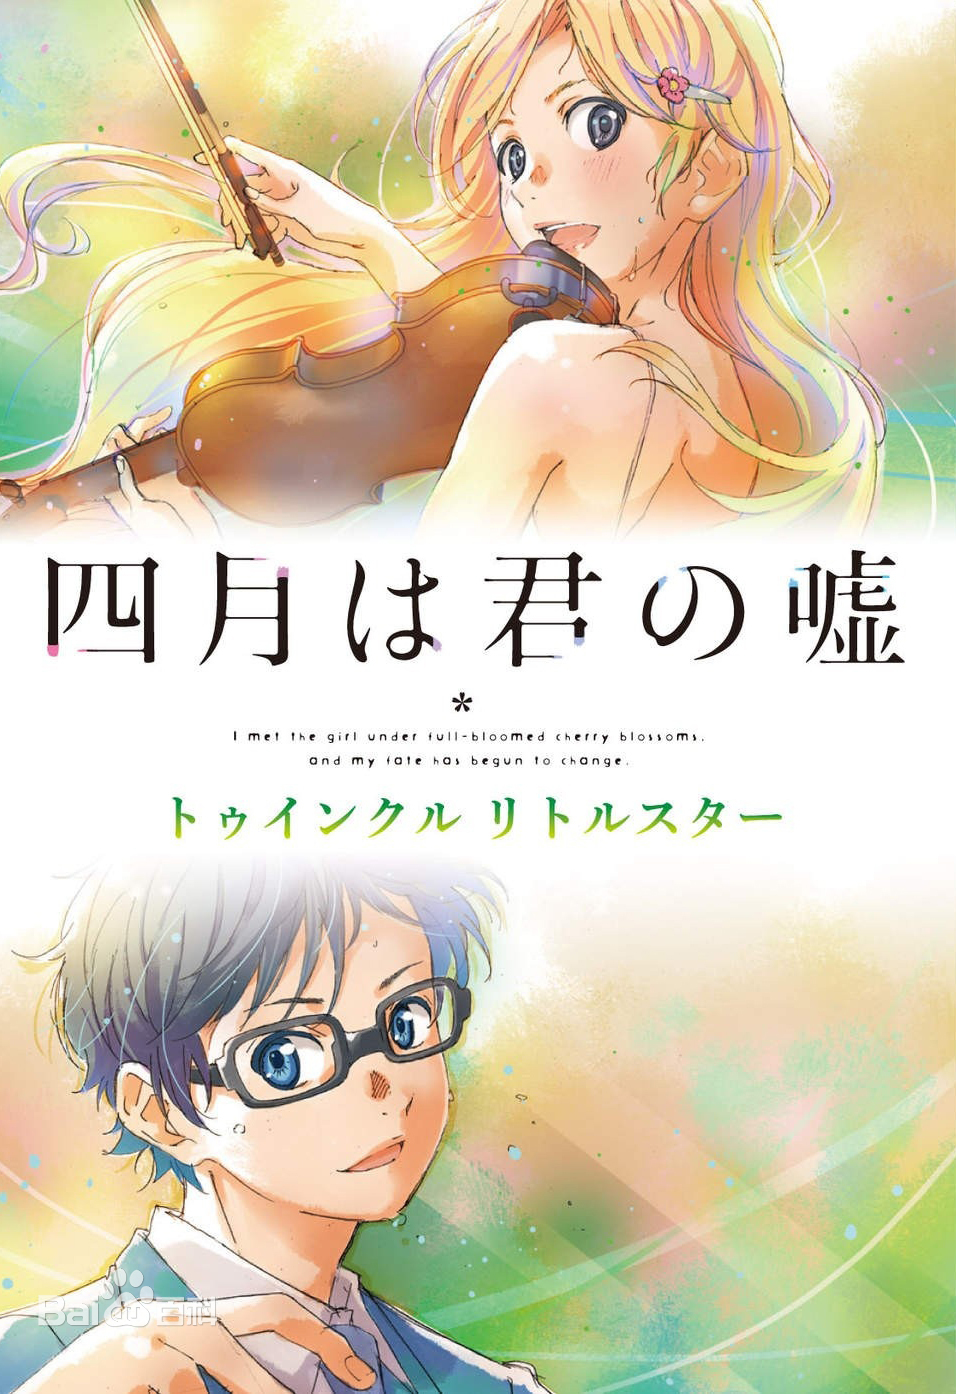 四月は君の嘘
*
I met the girl under full-bloomed cherry blossoms,
and my fate has begun to change.
トゥインクル リトルスター
Bai du 百科